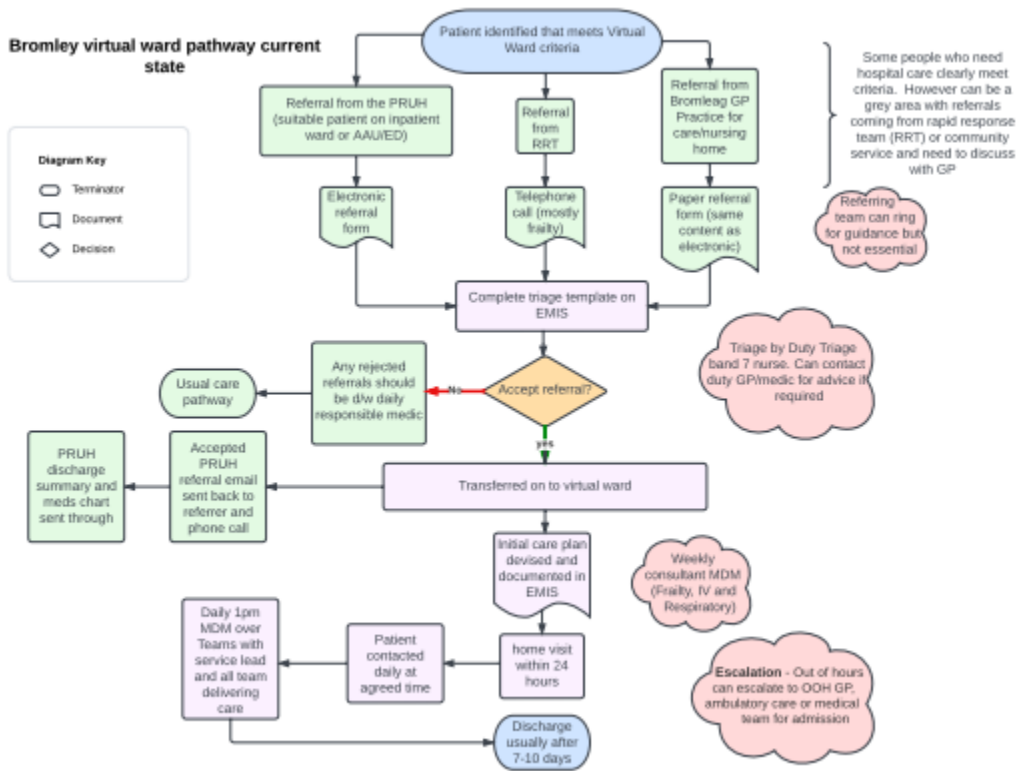 Bromley virtual ward pathway current
state
Diagram Key
Terminator
Document
Decision
Patient identified that meets Virtual
Ward criteria
Referral from the PRUH
(suitable patient on inpatient
ward or AAU/ED)
Referral
from
RRT
Referral from
Bromleag GP
Practice for
care/nursing
home
Some people who need
hospital care clearly meet
criteria. However can be a
grey area with referrals
coming from rapid response
team (RRT) or community
service and need to discuss
with GP
Electronic
referral
form
Telephone
call (mostly
frailty)
Paper referral
form (same
content as
electronic)
Referring
team can ring
for guidance but
not essential
Complete triage template on
EMIS
Triage by Duty Triage
band 7 nurse. Can contact
duty GP/medic for advice if
required
Accept referral?
No
yes
Any rejected
referrals should
be d/w daily
responsible medic
Usual care
pathway
Transferred on to virtual ward
Accepted
PRUH
referral email
sent back to
referrer and
phone call
PRUH
discharge
summary and
meds chart
sent through
Initial care plan
devised and
documented in
EMIS
Weekly
consultant MDM
(Frailty, IV and
Respiratory)
home visit
within 24
hours
Patient
contacted
daily at
agreed time
Daily 1pm
MDM over
Teams with
service lead
and all team
delivering
care
Escalation - Out of hours
can escalate to OOH GP,
ambulatory care or medical
team for admission
Discharge
usually after
7-10 days